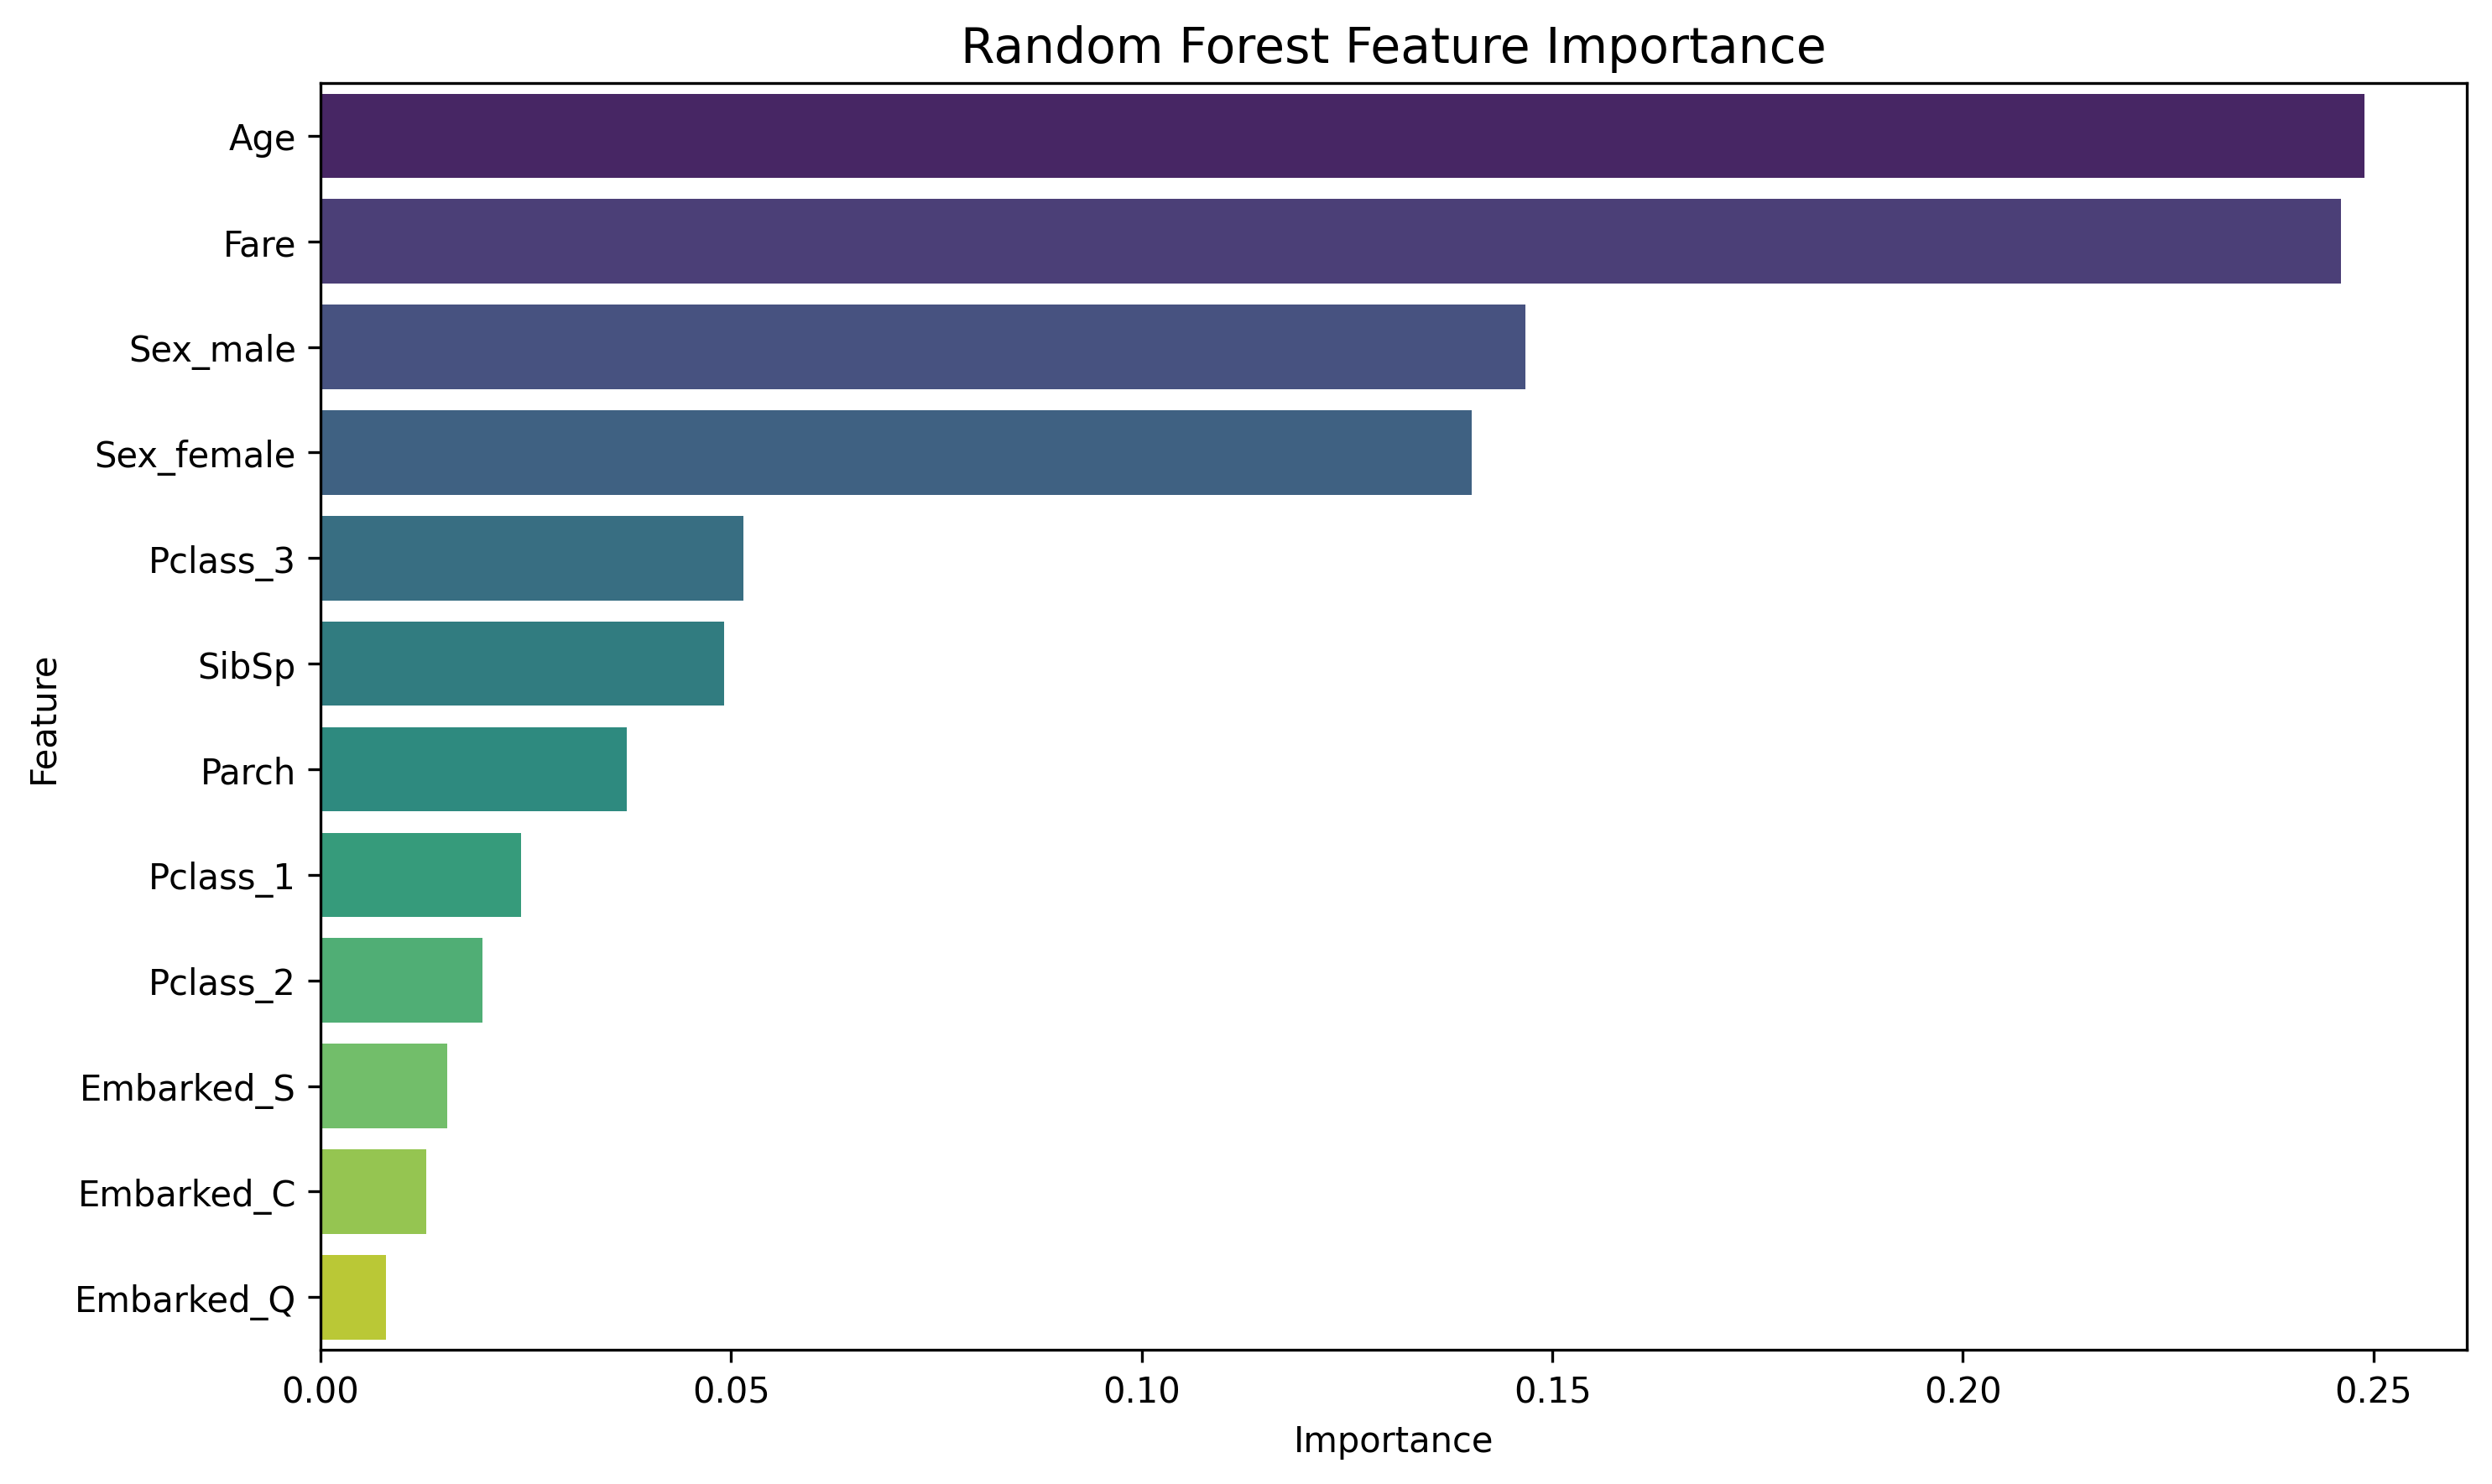 Random Forest Feature Importance
Age
Fare
Sex_male
Sex_female
Pclass_3
SibSp
Parch
Pclass_1
Pclass_2
Embarked_S
Embarked_C
Embarked_Q
Feature
0.00 0.05 0.10 0.15 0.20 0.25
Importance